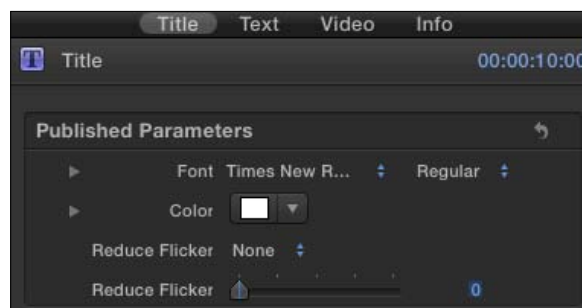 Title Text Video Info
Title 00:00:10:00
Published Parameters
Font Times New R... Regular
Color
Reduce Flicker None
Reduce Flicker 0